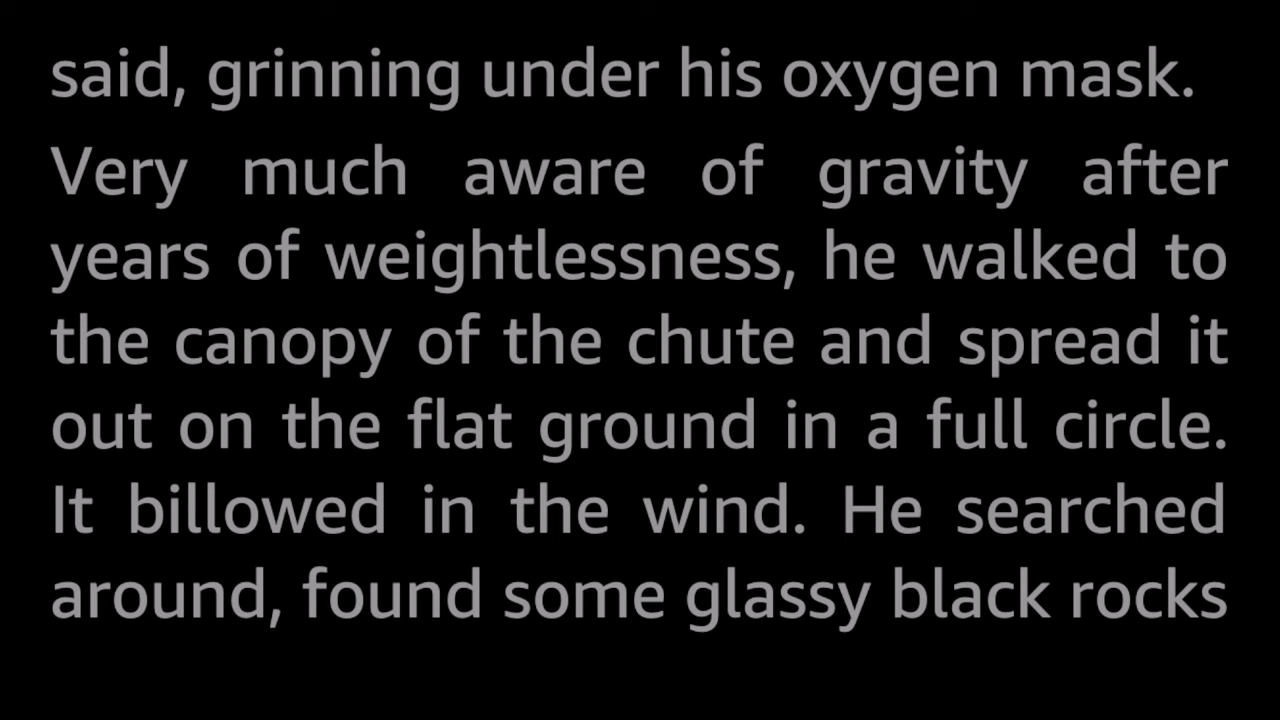 said, grinning under his oxygen mask.
Very much aware of gravity after
years of weightlessness, he walked to
the canopy of the chute and spread it
out on the flat ground in a full circle.
It billowed in the wind. He searched
around, found some glassy black rocks